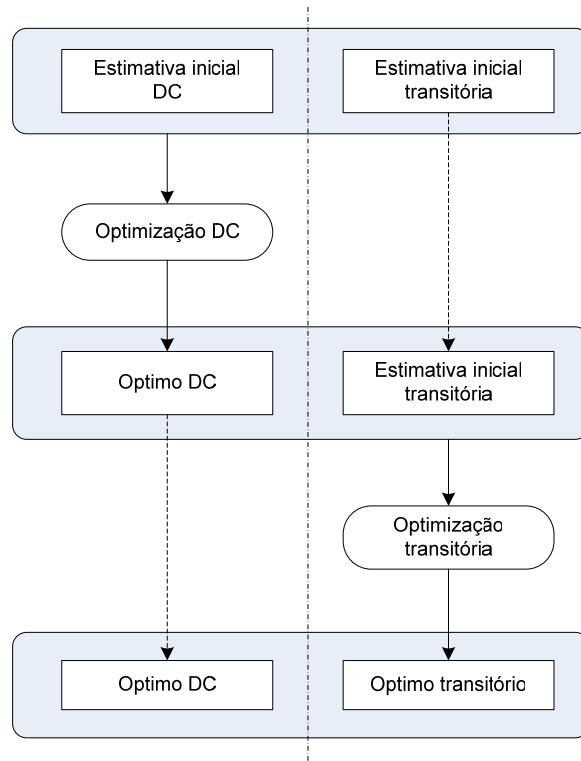 Estimativa inicial
DC
Estimativa inicial
transitória
Optimização DC
Optimo DC
Estimativa inicial
transitória
Optimização
transitória
Optimo DC
Optimo transitório